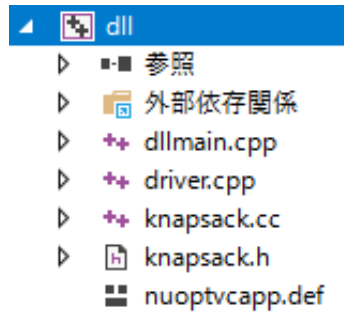 dll
参照
外部依存関係
dllmain.cpp
driver.cpp
knapsack.cc
knapsack.h
nuoptvcapp.def